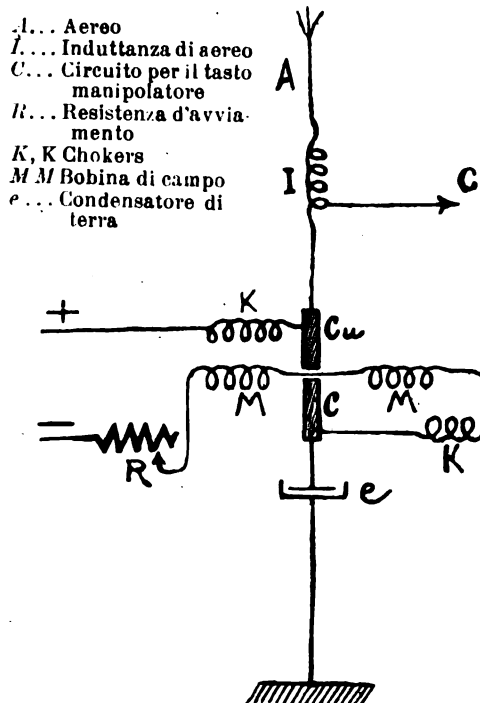 A... Aereo
I.... Induttanza di aereo
C... Circuito per il tasto
manipolatore
R... Resistenza d'avvia-
mento
K, K Chokers
M M Bobina di campo
e ... Condensatore di
terra
A
I
C
+
K
Cu
M
C
M
—
R
K
e